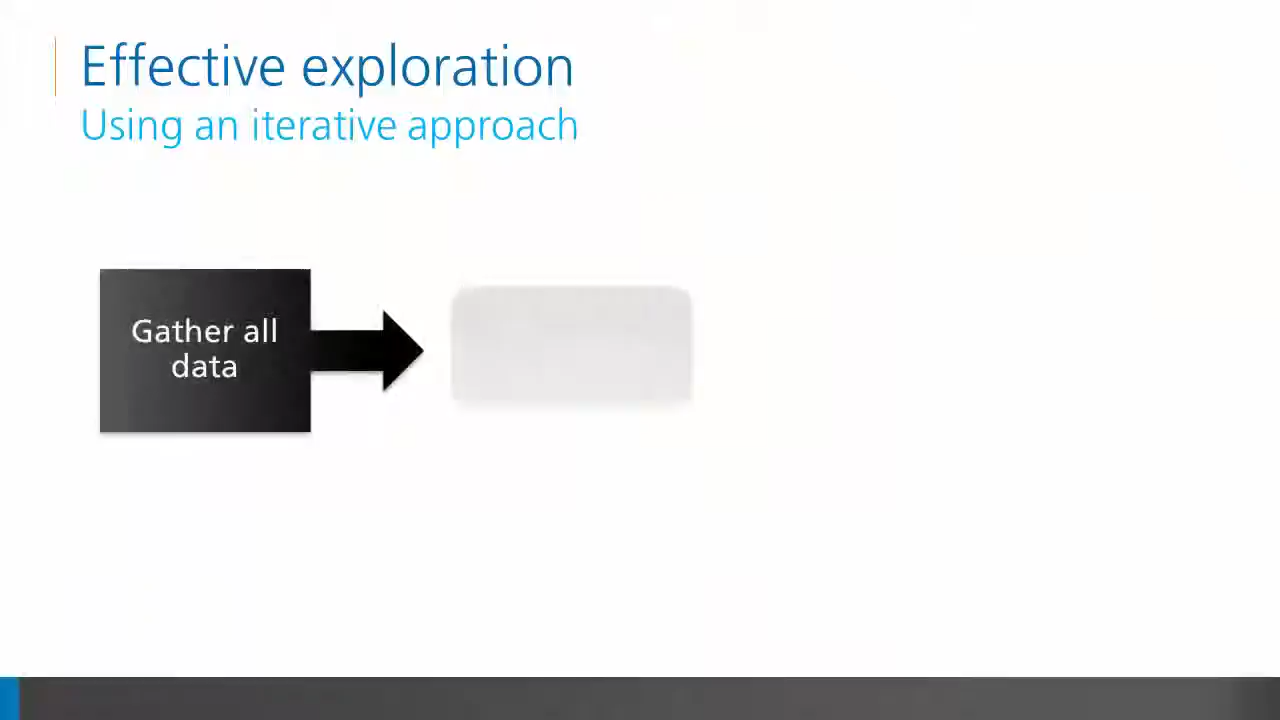 Effective exploration
Using an iterative approach
Gather all
data